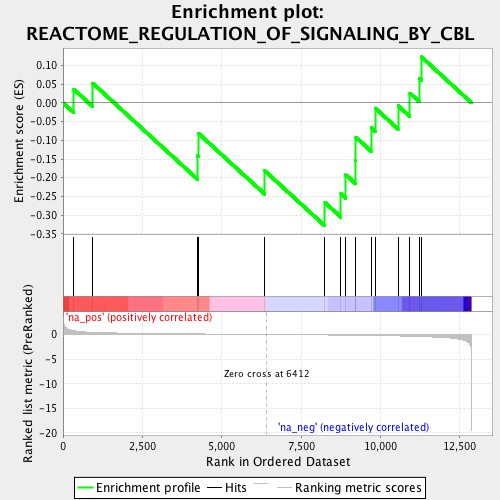 Enrichment plot:
REACTOME_REGULATION_OF_SIGNALING_BY_CBL
Enrichment score (ES)
0.10
0.05
0.00
-0.05
-0.10
-0.15
-0.20
-0.25
-0.30
-0.35
'na_pos' (positively correlated)
Ranked list metric (PreRanked)
0
-5
-10
-15
-20
Zero cross at 6412
'na_neg' (negatively correlated)
0
2,500
5,000
7,500
10,000
12,500
Rank in Ordered Dataset
Enrichment profile
Hits
Ranking metric scores